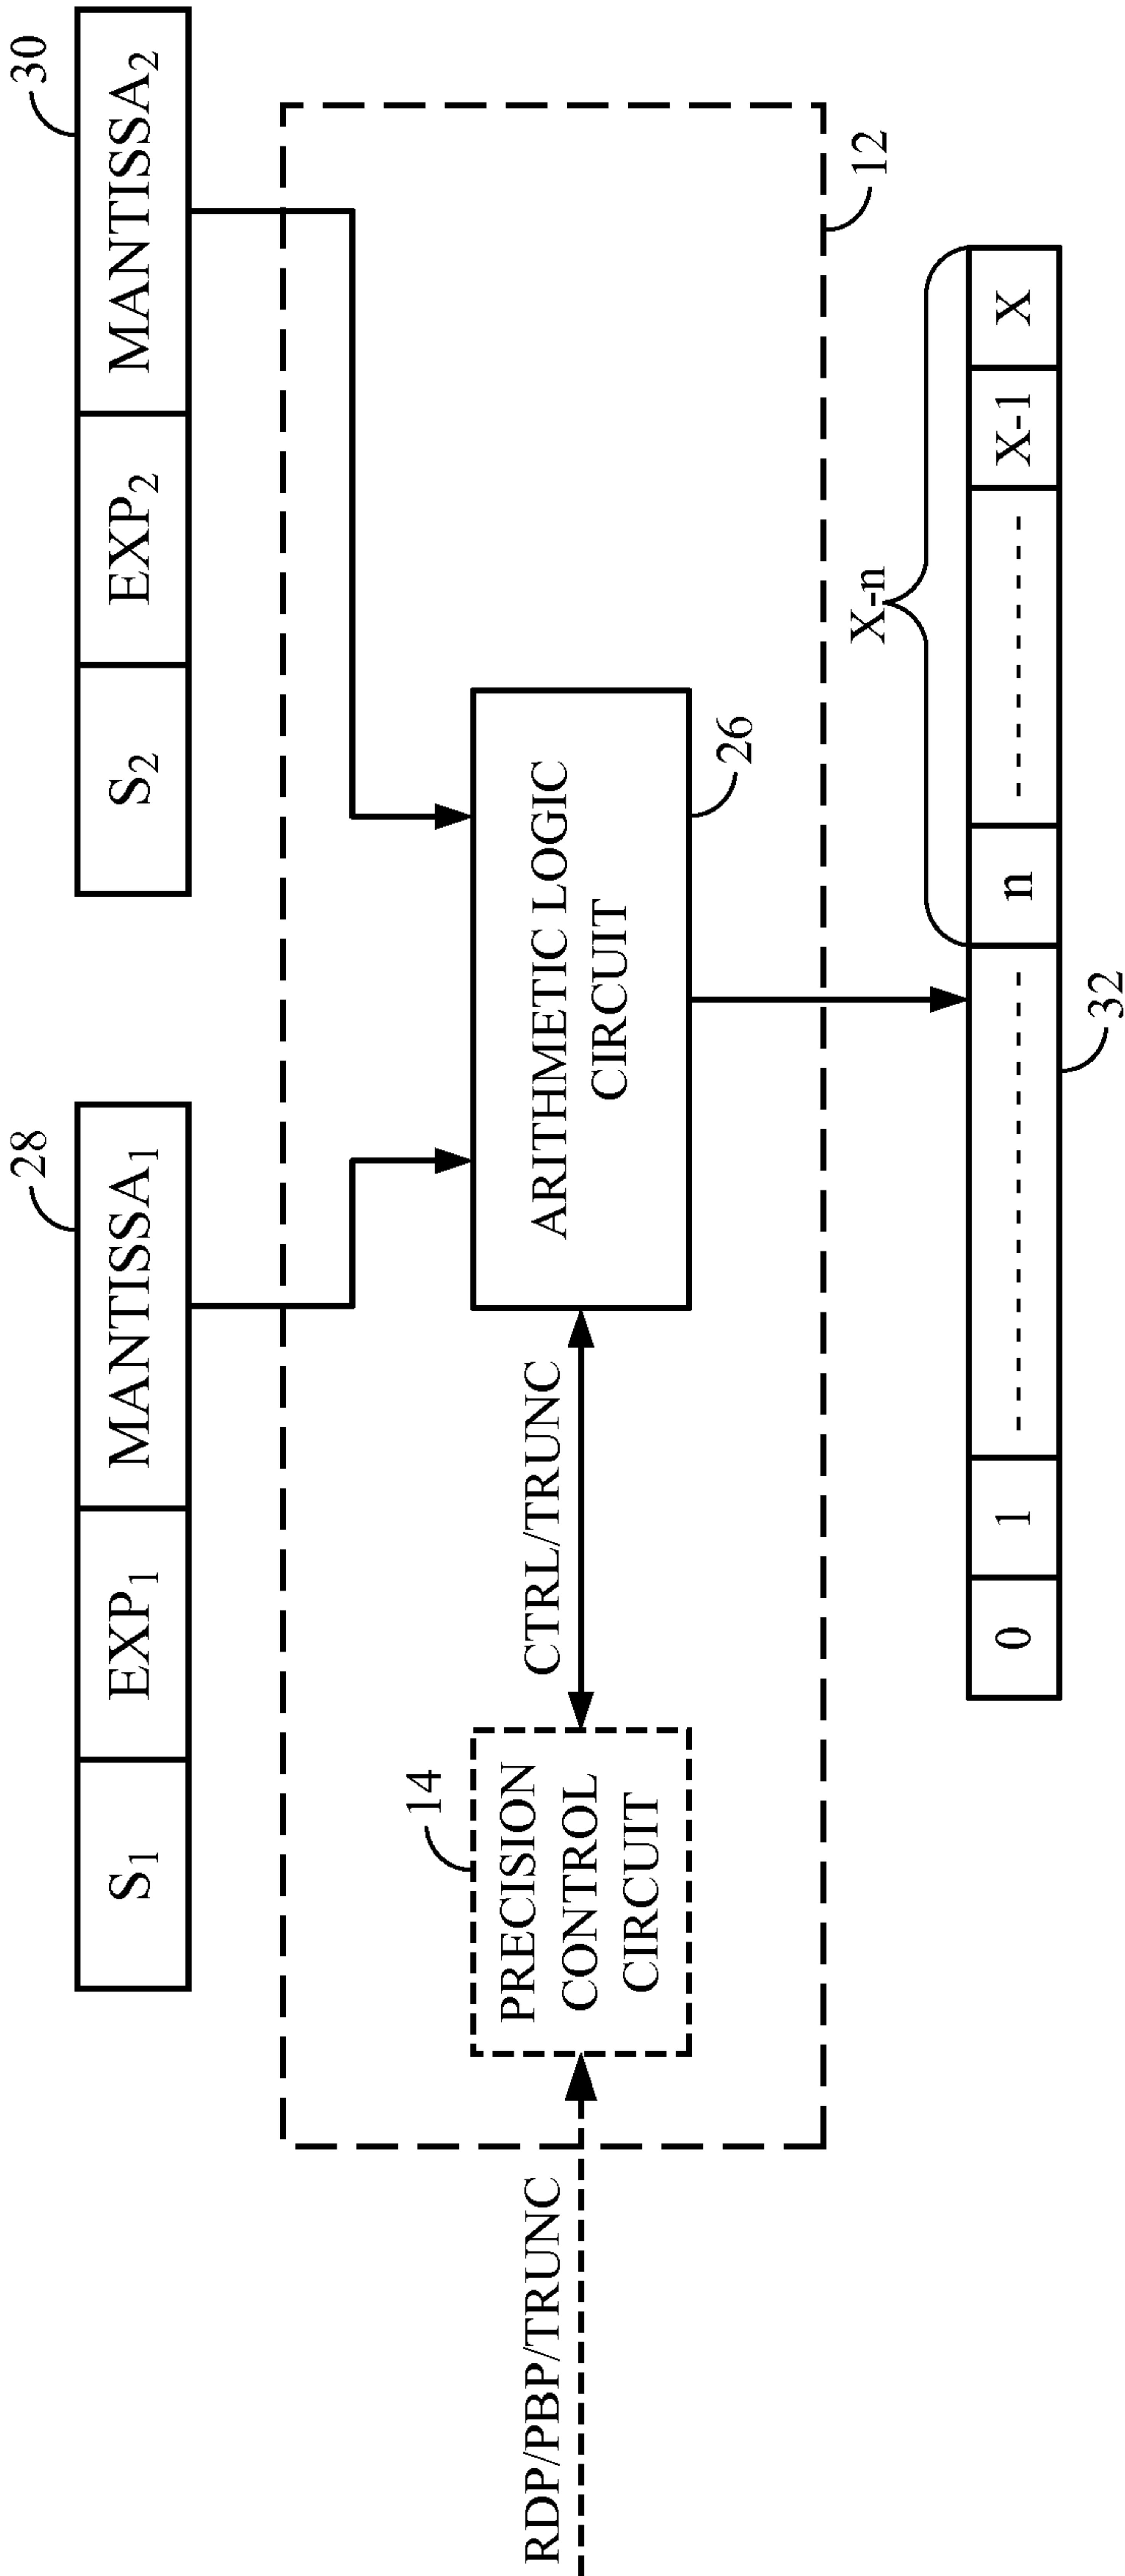 28
30
S1
EXP1
MANTISSA1
S2
EXP2
MANTISSA2
14
RDP/PBP/TRUNC
PRECISION
CONTROL
CIRCUIT
CTRL/TRUNC
ARITHMETIC LOGIC
CIRCUIT
26
12
X-n
0
1
n
X-1
X
32